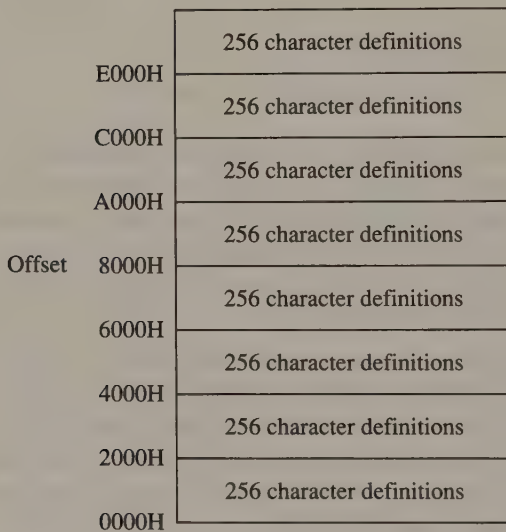 256 character definitions
E000H
256 character definitions
C000H
256 character definitions
A000H
256 character definitions
Offset 8000H
256 character definitions
6000H
256 character definitions
4000H
256 character definitions
2000H
256 character definitions
0000H